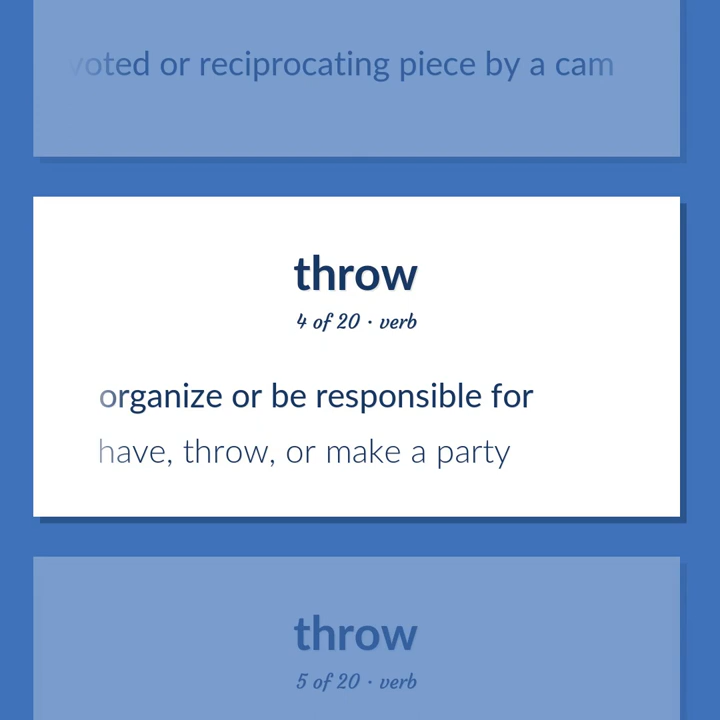 voted or reciprocating piece by a cam
throw
4 of 20 · verb
organize or be responsible for
have, throw, or make a party
throw
5 of 20 · verb